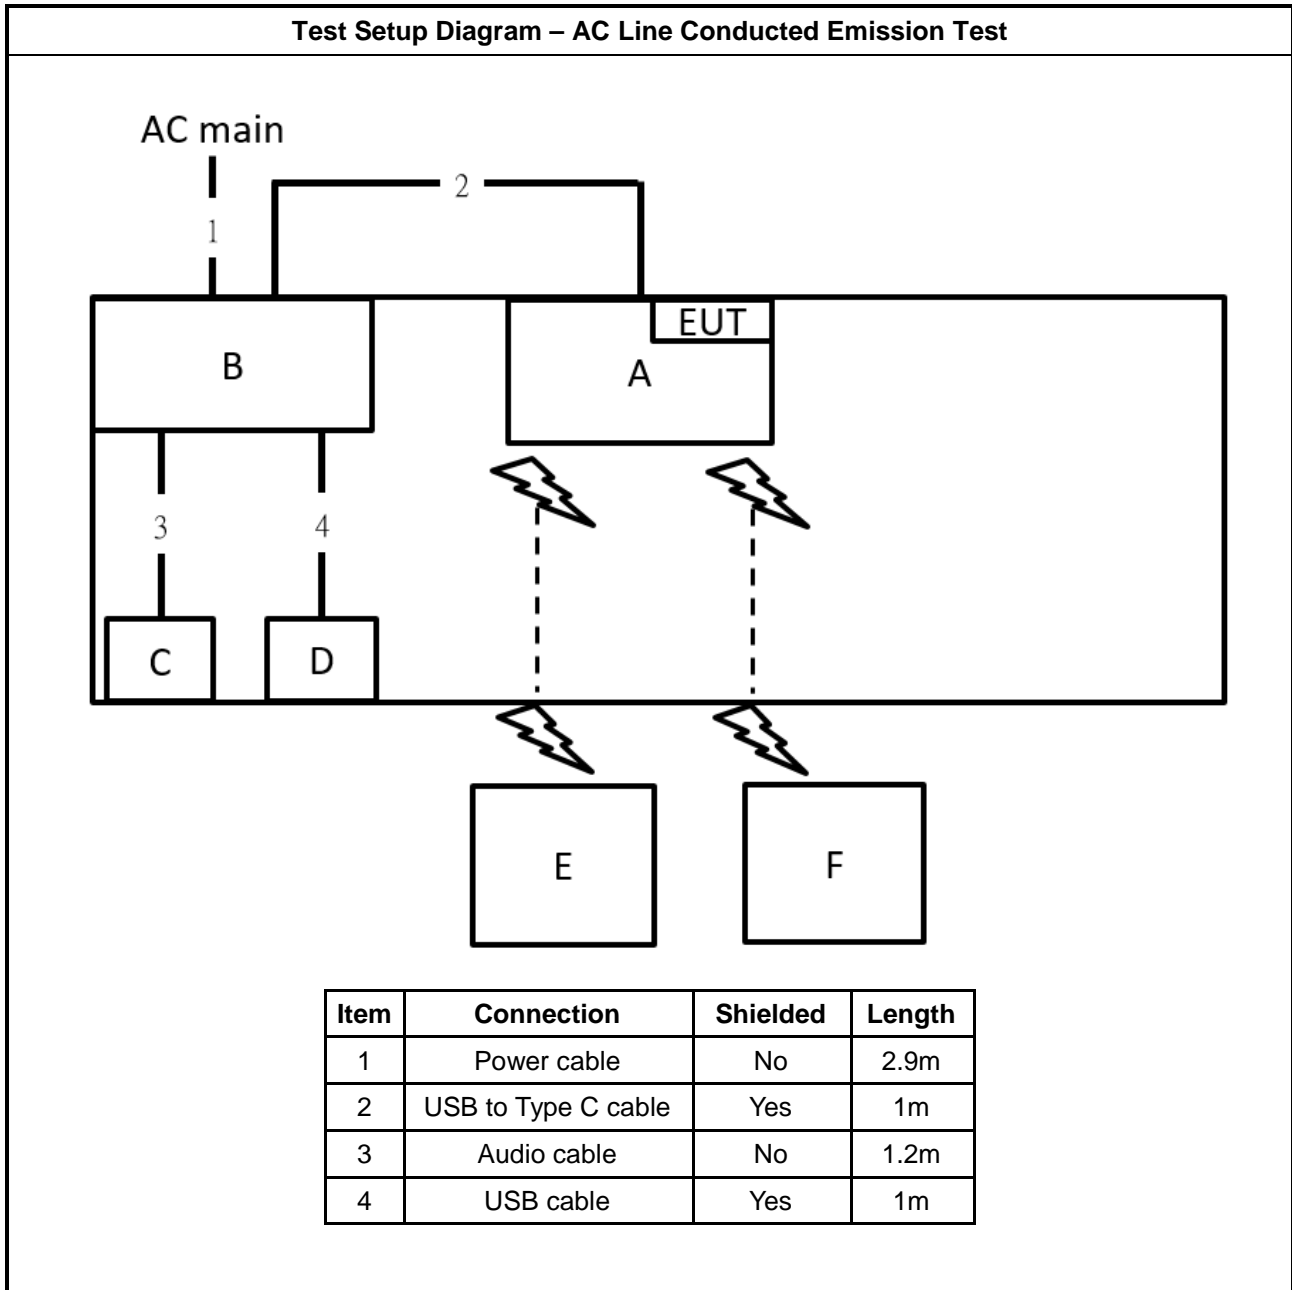 Test Setup Diagram – AC Line Conducted Emission Test
AC main
2
1
EUT
B
A
3
4
C
D
E
F
Item Connection Shielded Length
1 Power cable No 2.9m
2 USB to Type C cable Yes 1m
3 Audio cable No 1.2m
4 USB cable Yes 1m